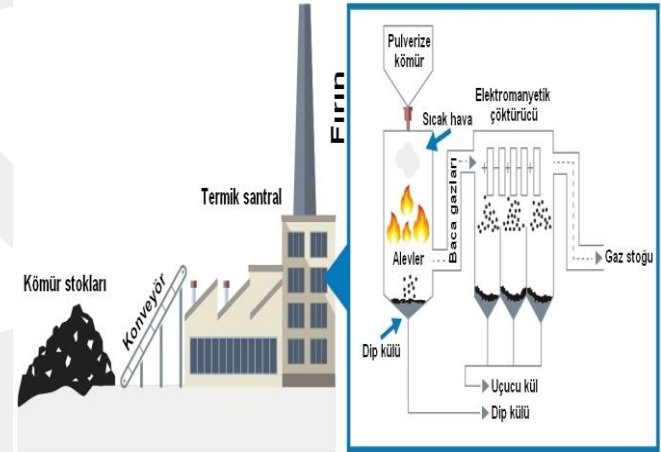 Pulverize
kömür
Fırın
Elektromanyetik
çöktürücü
Sıcak hava
Baca gazları
Termik santral
Alevler
Gaz stoğu
Kömür stokları
Konveyör
Dip külü
Uçucu kül
Dip külü